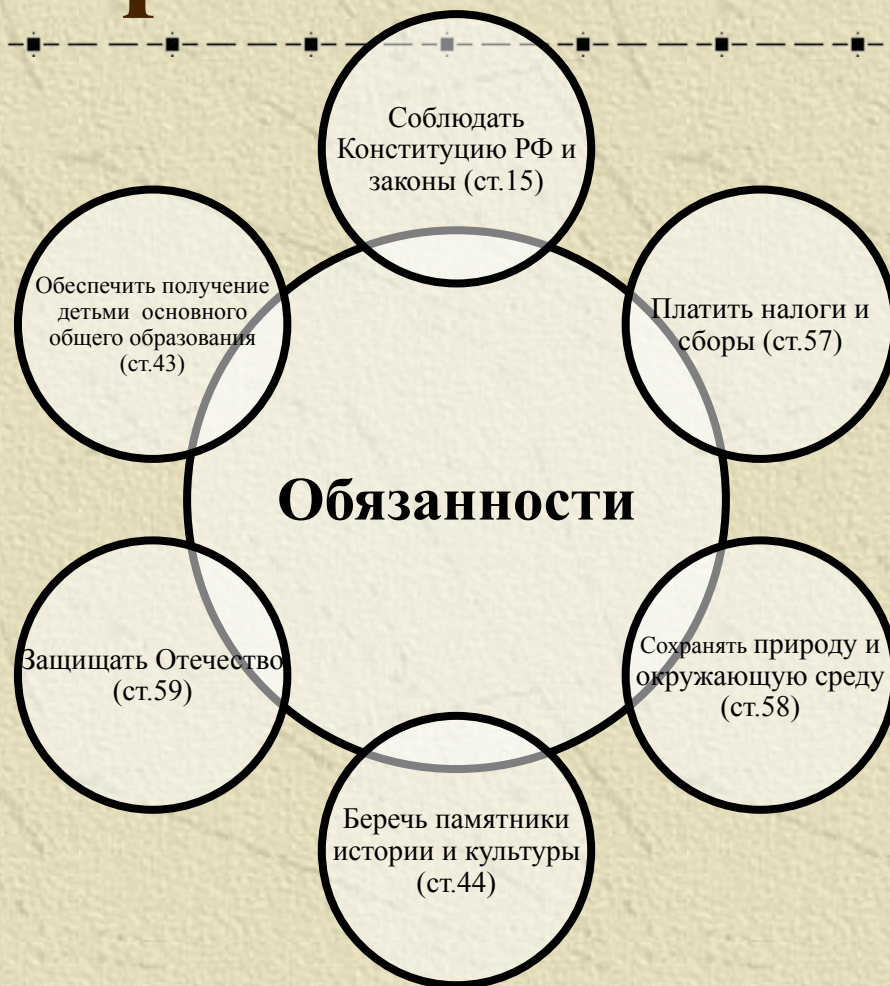 Соблюдать
Конституцию РФ и
законы (ст.15)
Платить налоги и
сборы (ст.57)
Сохранять природу и
окружающую среду
(ст.58)
Беречь памятники
истории и культуры
(ст.44)
Защищать Отечество
(ст.59)
Обеспечить получение
детьми основного
общего образования
(ст.43)
Обязанности